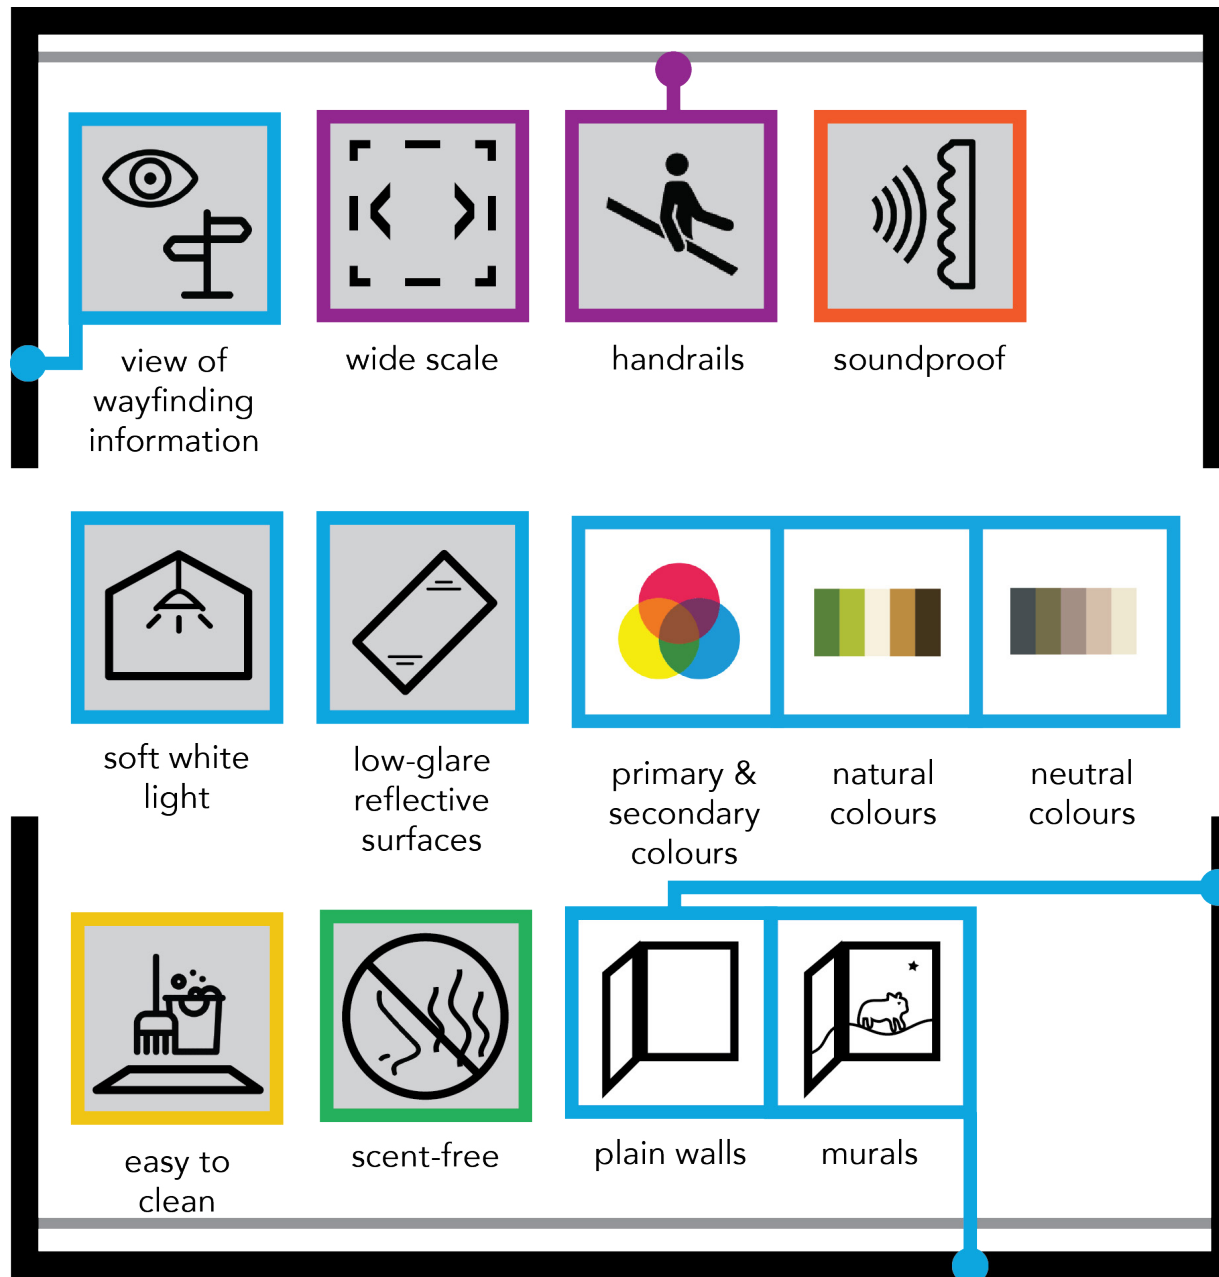 view of
wayfinding
information
wide scale
handrails
soundproof
soft white
light
low-glare
reflective
surfaces
primary &
secondary
colours
natural
colours
neutral
colours
easy to
clean
scent-free
plain walls
murals